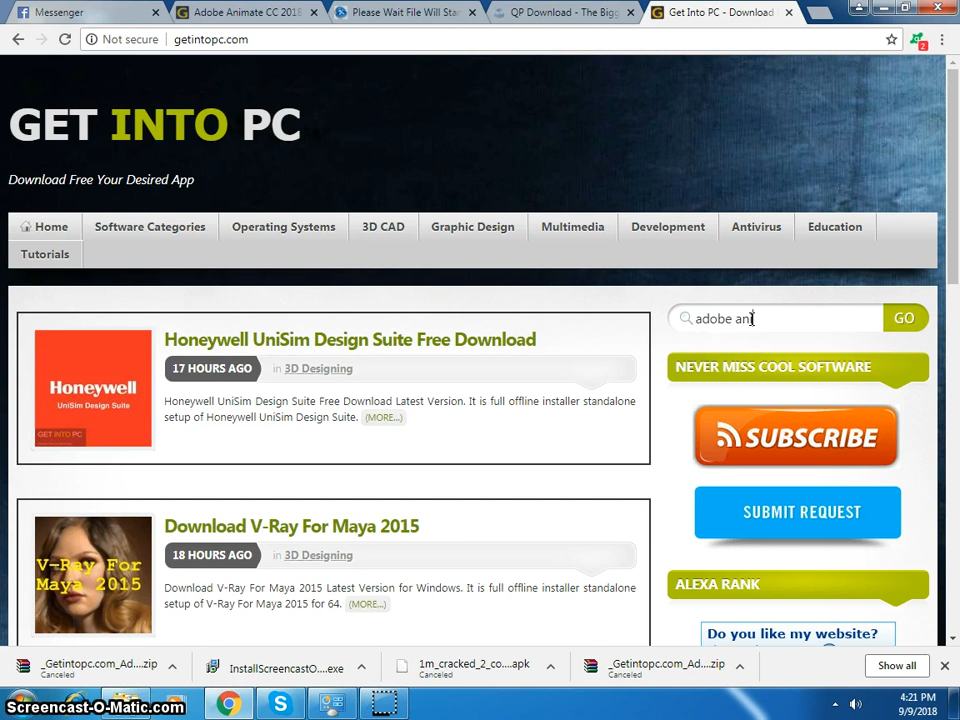 Messenger
Adobe Animate CC 2018
Please Wait File Will Star
QP Download - The Bigg
Get Into PC - Download
Not secure
getintopc.com
2
GET INTO PC
Download Free Your Desired App
Home
Software Categories
Operating Systems
3D CAD
Graphic Design
Multimedia
Development
Antivirus
Education
Tutorials
adobe ani
GO
Honeywell
UniSim Design Suite
GET INTO PC
Honeywell UniSim Design Suite Free Download
17 HOURS AGO
in 3D Designing
Honeywell UniSim Design Suite Free Download Latest Version. It is full offline installer standalone
setup of Honeywell UniSim Design Suite. (MORE...)
NEVER MISS COOL SOFTWARE
SUBSCRIBE
SUBMIT REQUEST
V-Ray For
Maya 2015
Download V-Ray For Maya 2015
18 HOURS AGO
in 3D Designing
Download V-Ray For Maya 2015 Latest Version for Windows. It is full offline installer standalone
setup of V-Ray For Maya 2015 for 64. (MORE...)
ALEXA RANK
Do you like my website?
_Getintopc.com_Ad....zip
Canceled
InstallScreencastO....exe
1m_cracked_2_co....apk
Canceled
_Getintopc.com_Ad....zip
Canceled
Show all
Screencast-O-Matic.com
4:21 PM
9/9/2018